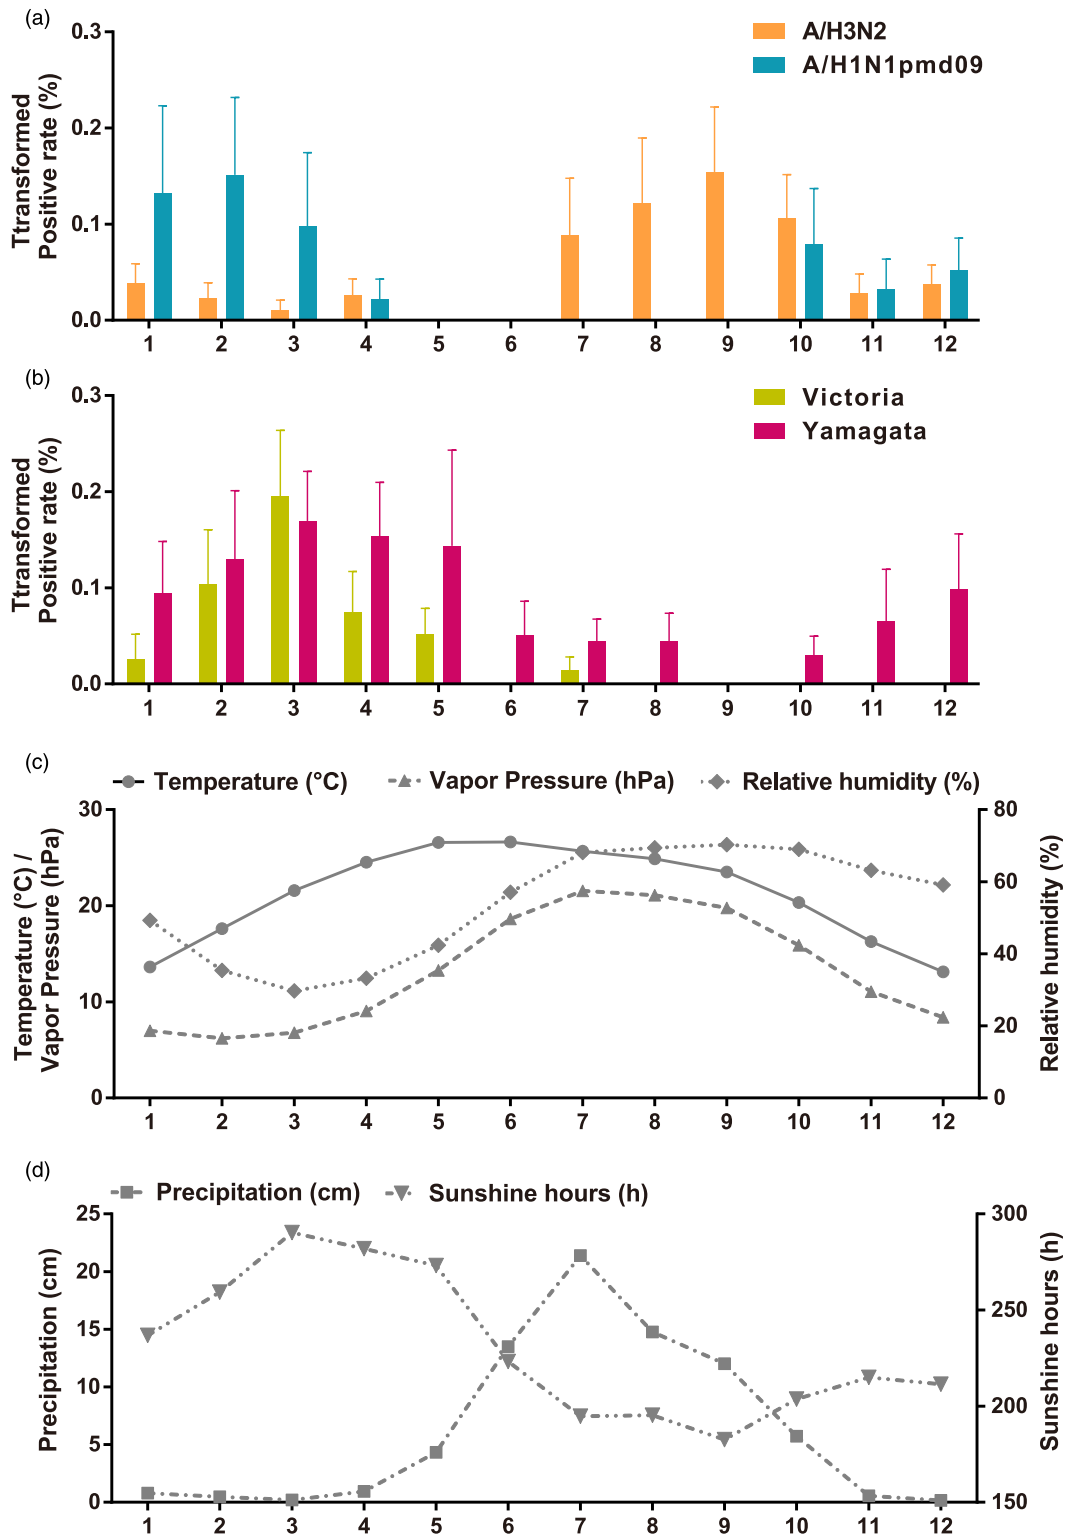 (a)
0.3
0.2
0.1
0.0
Ttransformed
Positive rate (%)
A/H3N2
A/H1N1pmd09
1 2 3 4 5 6 7 8 9 10 11 12
(b)
0.3
0.2
0.1
0.0
Ttransformed
Positive rate (%)
Victoria
Yamagata
1 2 3 4 5 6 7 8 9 10 11 12
(c)
Temperature (°C) Vapor Pressure (hPa) Relative humidity (%)
30
20
10
0
Temperature (°C) /
Vapor Pressure (hPa)
80
60
40
20
0
Relative humidity (%)
1 2 3 4 5 6 7 8 9 10 11 12
(d)
Precipitation (cm) Sunshine hours (h)
25
20
15
10
5
0
Precipitation (cm)
300
250
200
150
Sunshine hours (h)
1 2 3 4 5 6 7 8 9 10 11 12